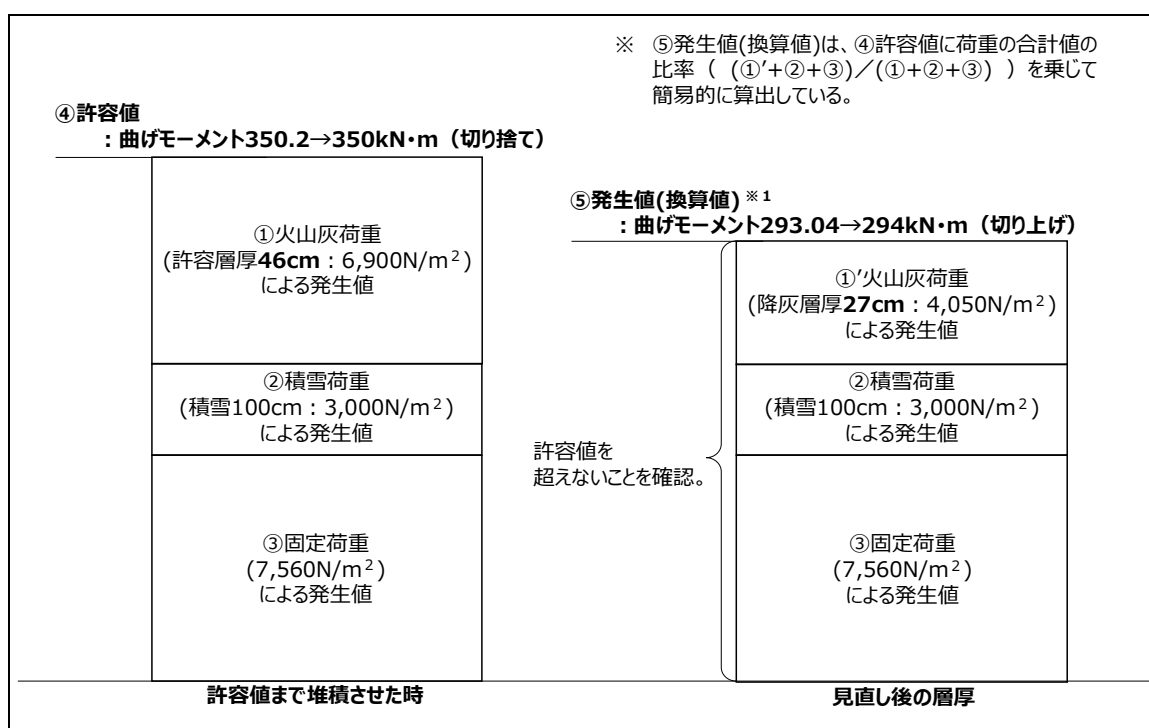 ※ ⑤発生値(換算値)は、④許容値に荷重の合計値の
比率（ (①′+②+③)／(①+②+③) ）を乗じて
簡易的に算出している。
④許容値
：曲げモーメント350.2→350kN・m（切り捨て）
①火山灰荷重
(許容層厚46cm：6,900N/m²)
による発生値
②積雪荷重
(積雪100cm：3,000N/m²)
による発生値
③固定荷重
(7,560N/m²)
による発生値
許容値まで堆積させた時
⑤発生値(換算値)※1
：曲げモーメント293.04→294kN・m（切り上げ）
①′火山灰荷重
(降灰層厚27cm：4,050N/m²)
による発生値
②積雪荷重
(積雪100cm：3,000N/m²)
による発生値
許容値を
超えないことを確認。
③固定荷重
(7,560N/m²)
による発生値
見直し後の層厚